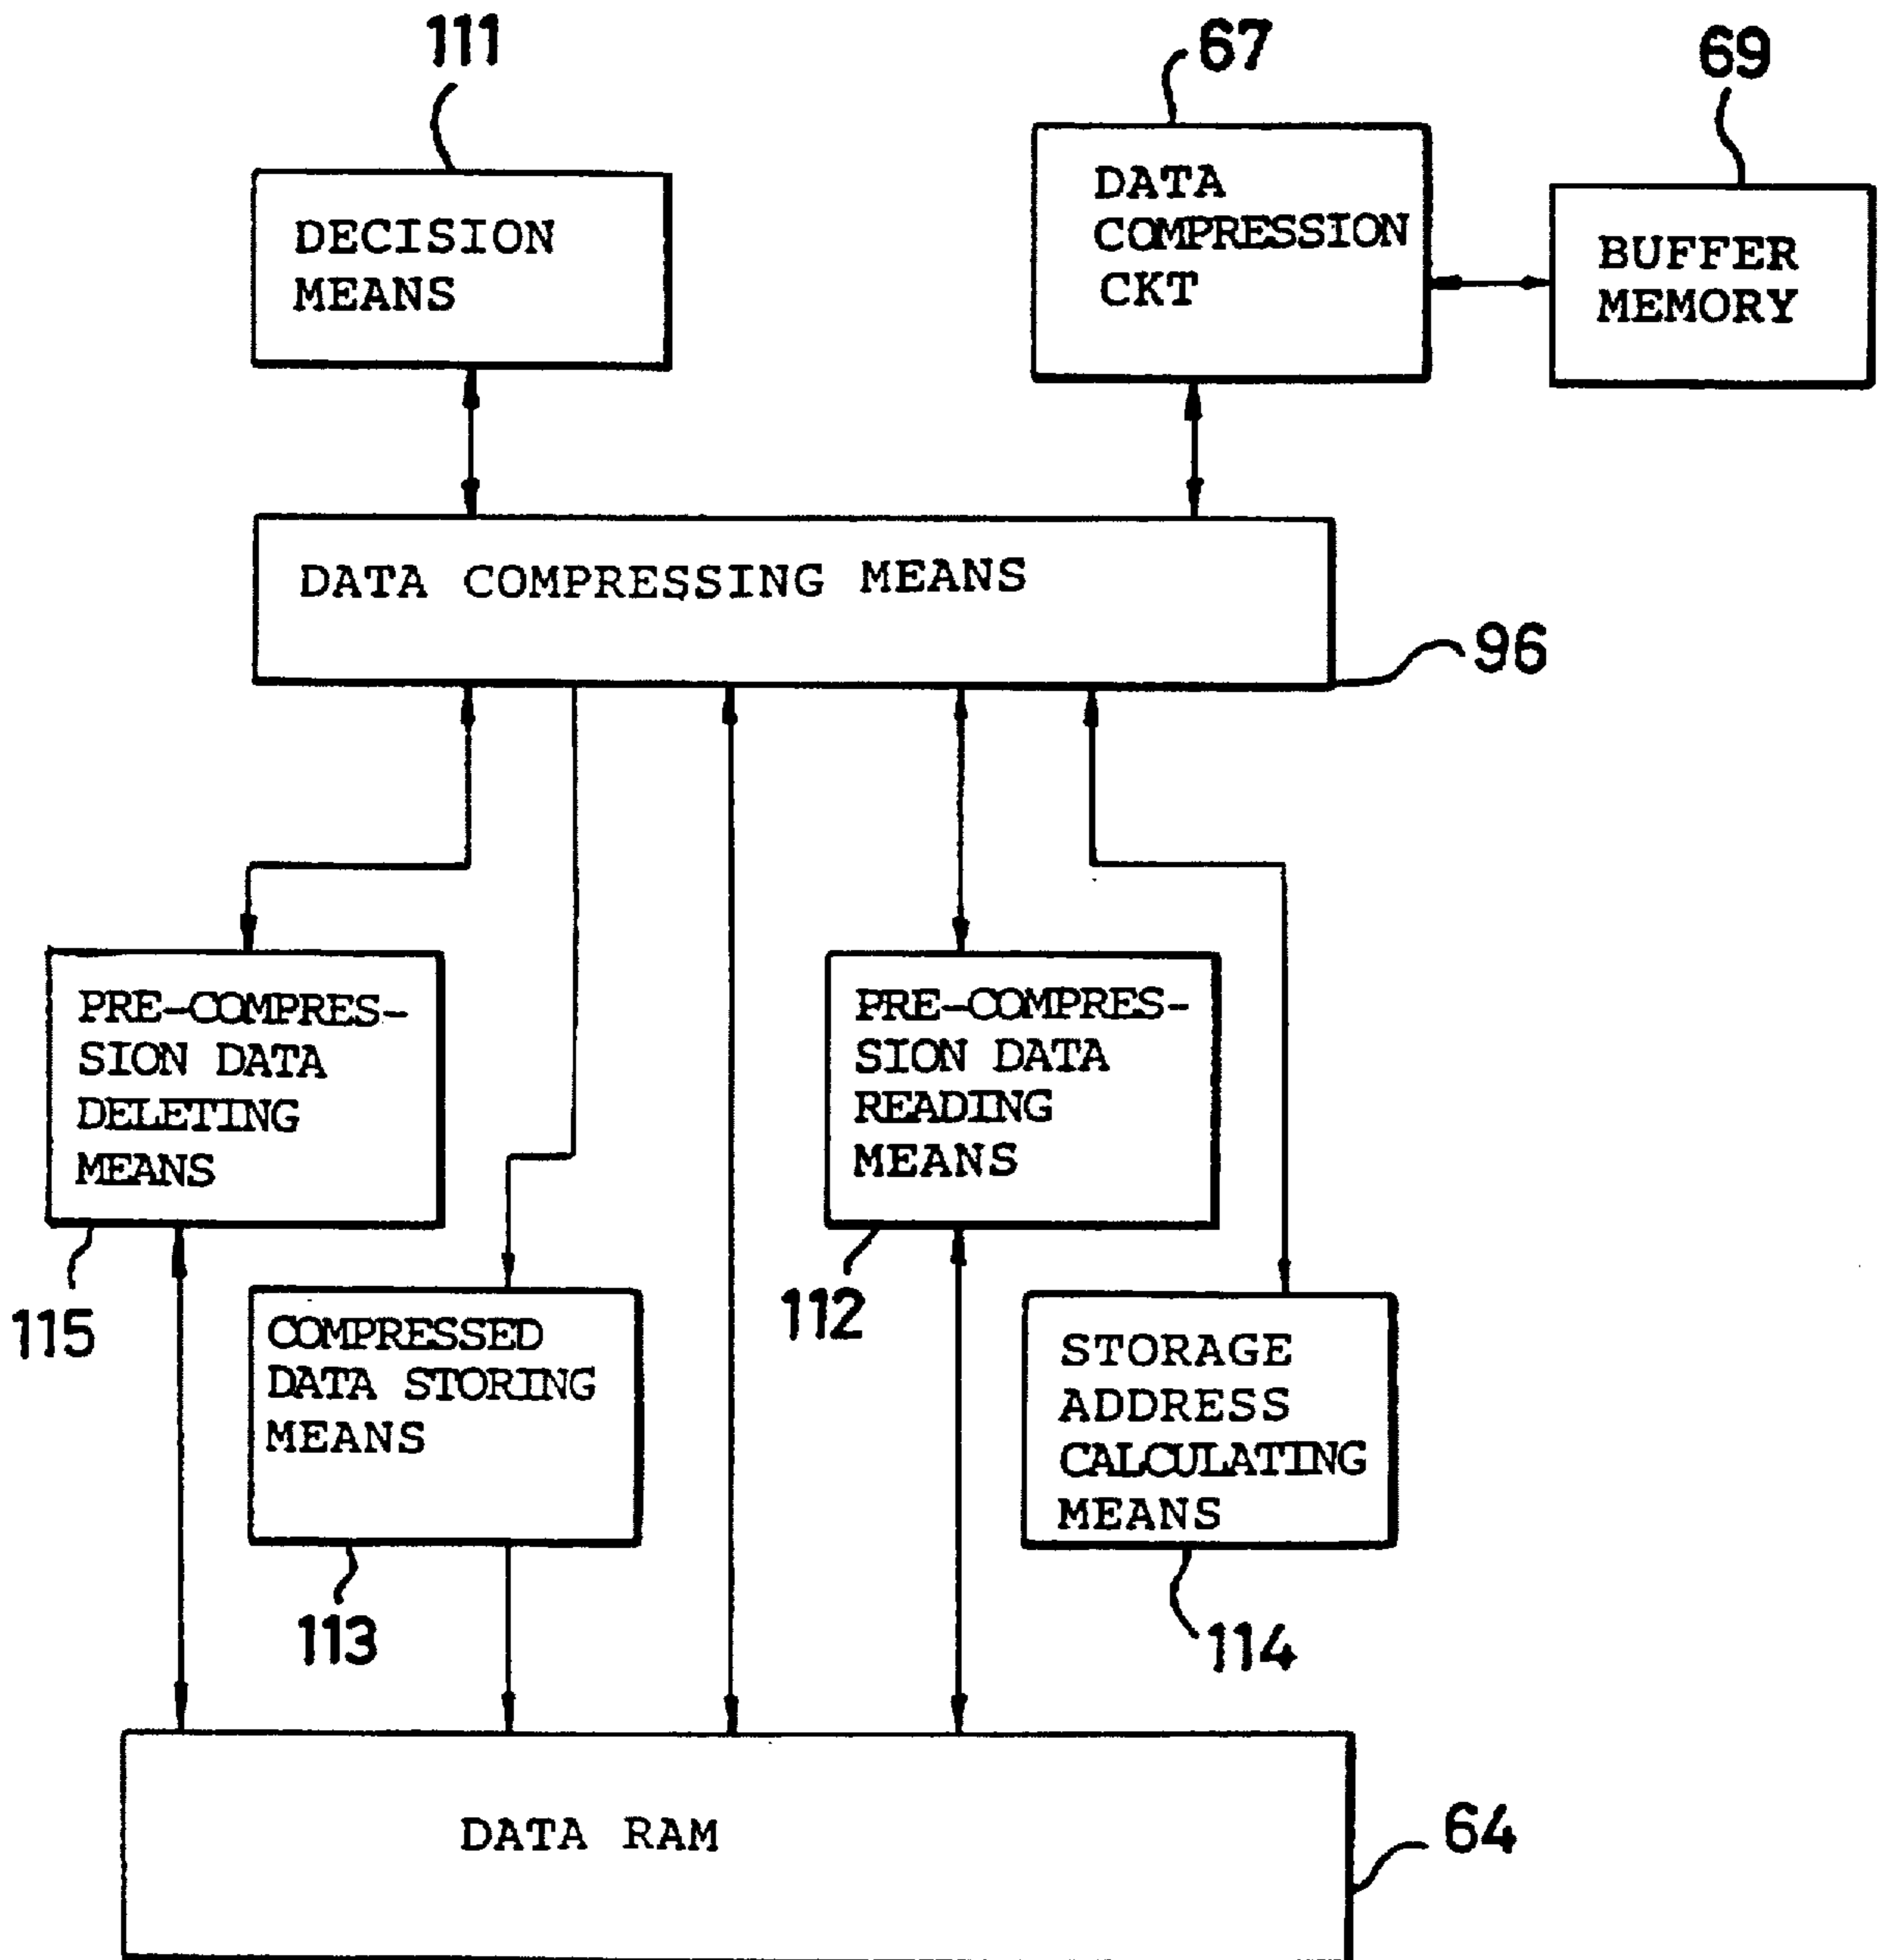 111
67
69
DECISION
MEANS
DATA
COMPRESSION
CKT
BUFFER
MEMORY
DATA COMPRESSING MEANS
96
PRE-COMPRES-
SION DATA
DELETING
MEANS
PRE-COMPRES-
SION DATA
READING
MEANS
115
112
COMPRESSED
DATA STORING
MEANS
STORAGE
ADDRESS
CALCULATING
MEANS
113
114
DATA RAM
64